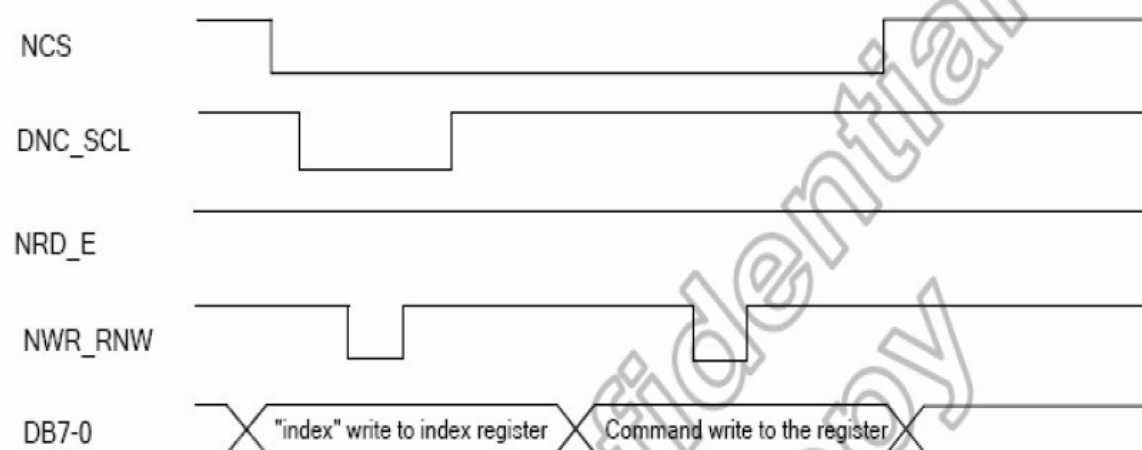 NCS
DNC_SCL
NRD_E
NWR_RNW
DB7-0 "index" write to index register Command write to the register